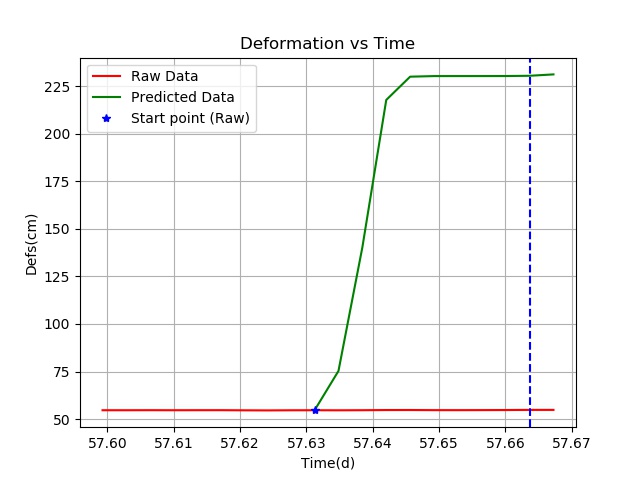 Deformation vs Time
Raw Data
Predicted Data
Start point (Raw)
225
200
175
150
125
100
75
50
Defs(cm)
57.60 57.61 57.62 57.63 57.64 57.65 57.66 57.67
Time(d)